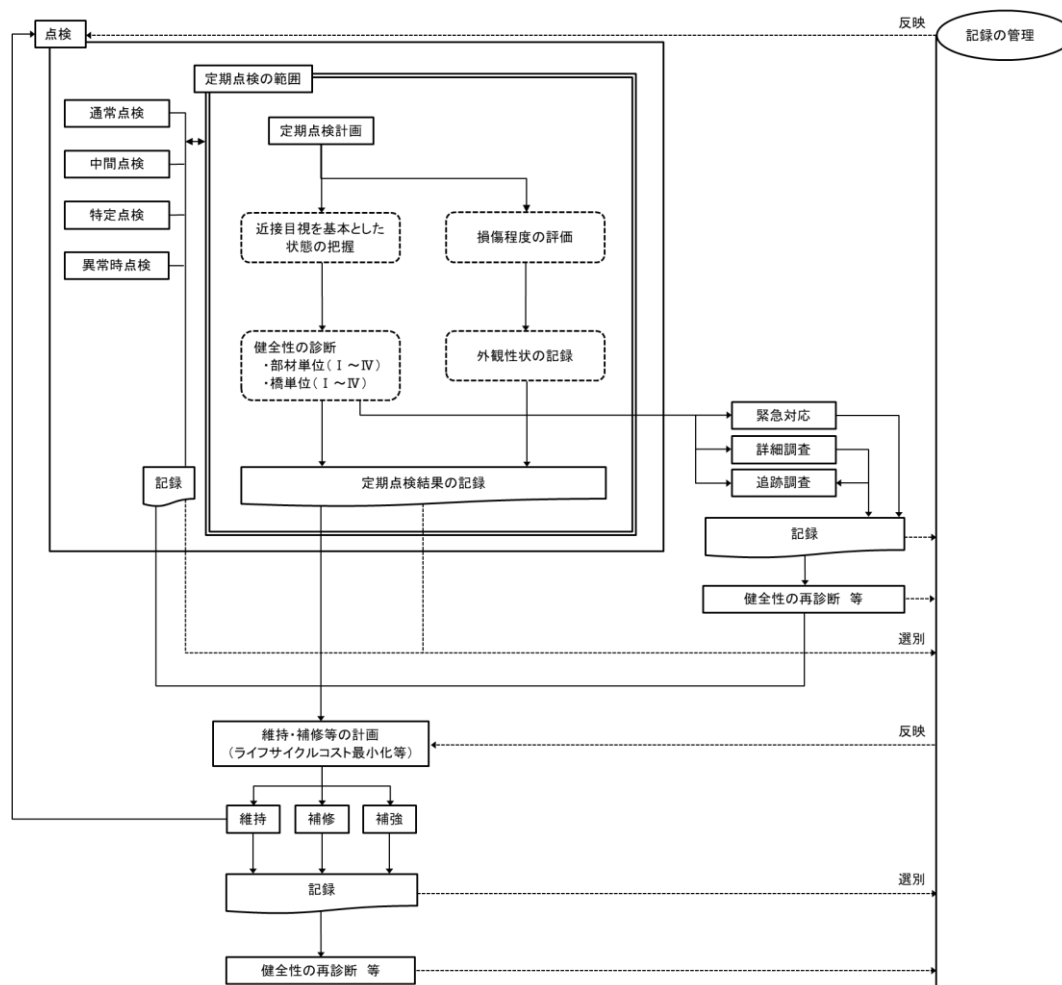 点検
反映
記録の管理
定期点検の範囲
通常点検
定期点検計画
中間点検
特定点検
近接目視を基本とした
状態の把握
損傷程度の評価
異常時点検
健全性の診断
・部材単位(Ⅰ～Ⅳ)
・橋単位(Ⅰ～Ⅳ)
外観性状の記録
緊急対応
詳細調査
記録
定期点検結果の記録
追跡調査
記録
健全性の再診断 等
選別
維持・補修等の計画
(ライフサイクルコスト最小化等)
反映
維持
補修
補強
記録
選別
健全性の再診断 等